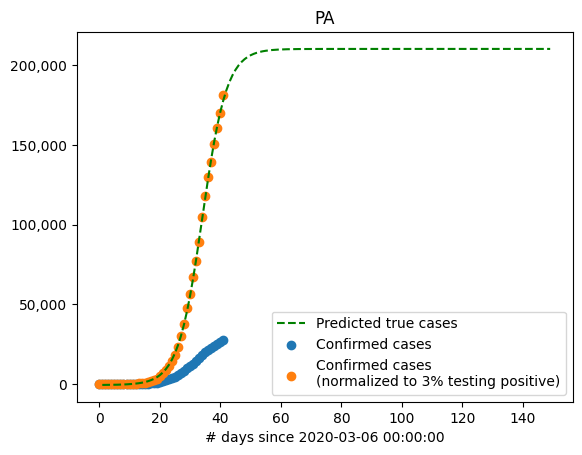 PA
200,000
150,000
100,000
50,000
0
Predicted true cases
Confirmed cases
Confirmed cases
(normalized to 3% testing positive)
0 20 40 60 80 100 120 140
# days since 2020-03-06 00:00:00